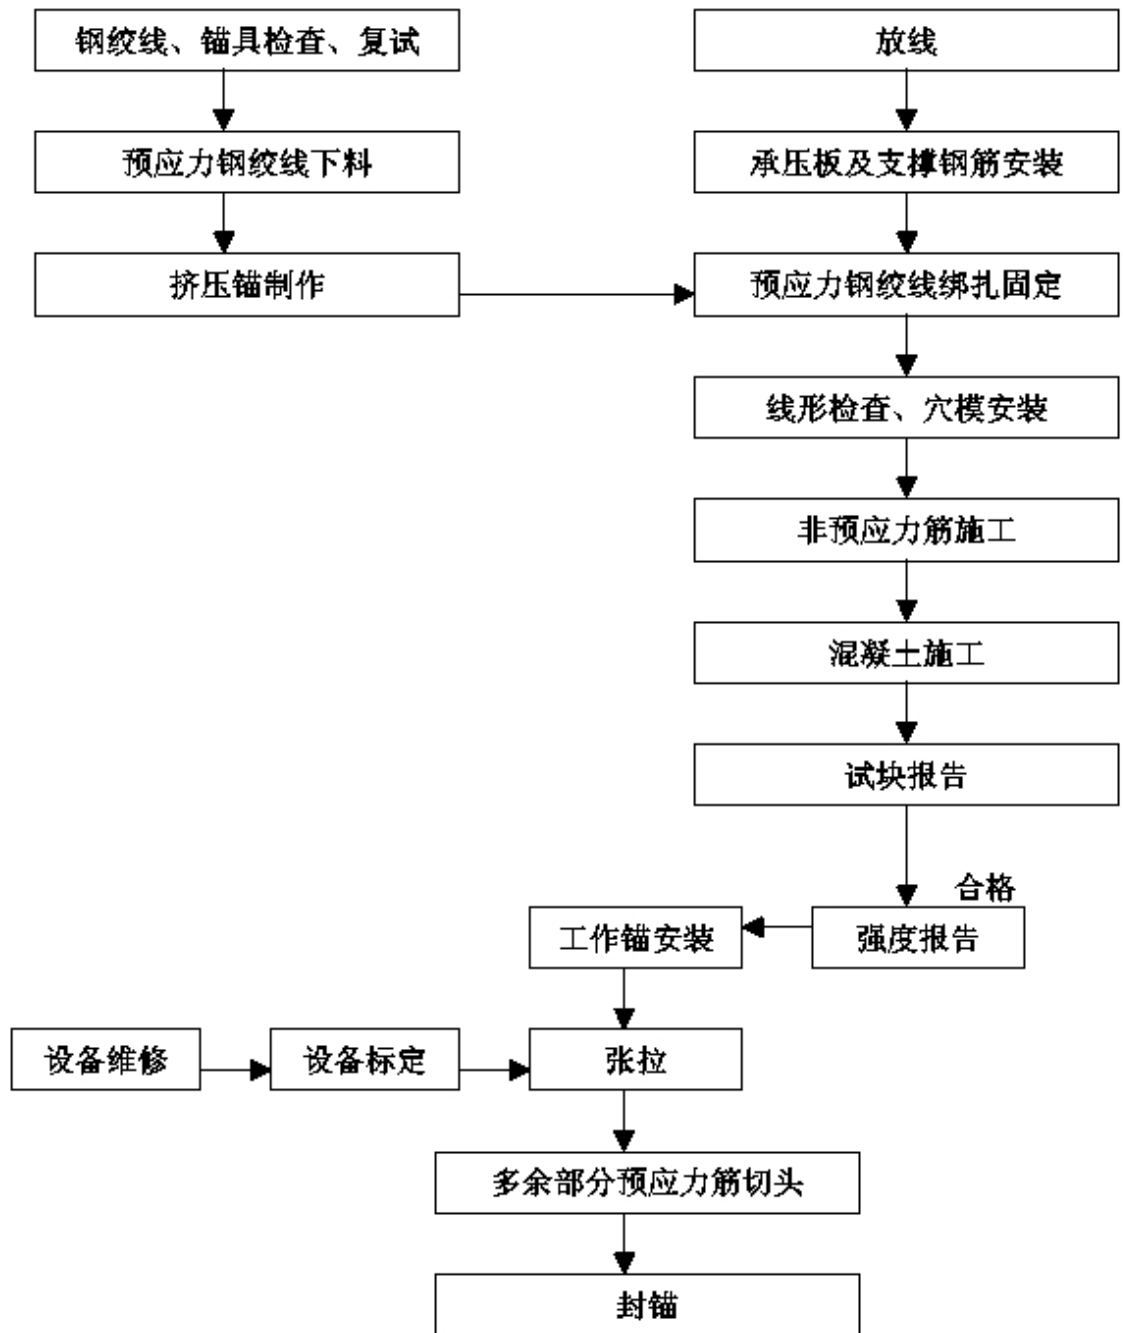 钢绞线、锚具检查、复试
放线
预应力钢绞线下料
承压板及支撑钢筋安装
挤压锚制作
预应力钢绞线绑扎固定
线形检查、穴模安装
非预应力筋施工
混凝土施工
试块报告
合格
工作锚安装
强度报告
设备维修
设备标定
张拉
多余部分预应力筋切头
封锚